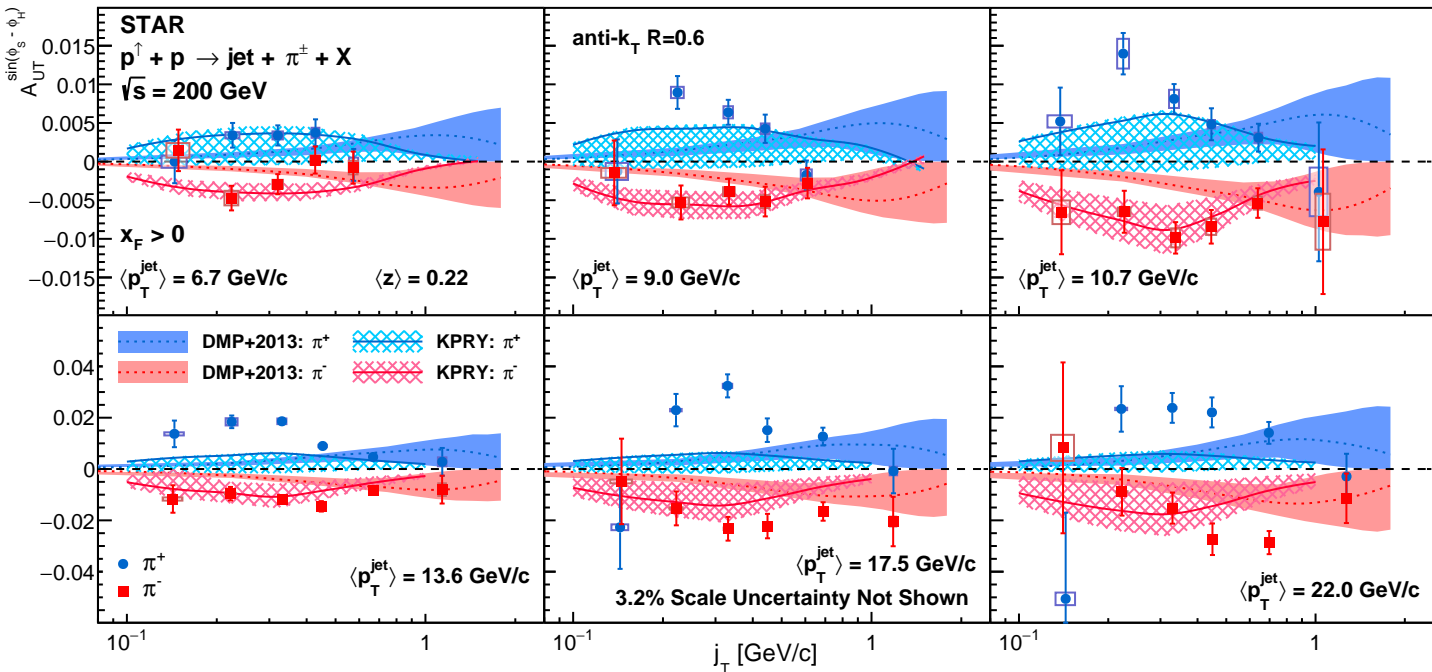 STAR
p↑ + p → jet + π± + X
√s = 200 GeV
anti-k_T R=0.6
A_UT^sin(φ_S - φ_H)
0.015
0.01
0.005
0
−0.005
−0.01
−0.015
x_F > 0
⟨p_T^jet⟩ = 6.7 GeV/c
⟨z⟩ = 0.22
⟨p_T^jet⟩ = 9.0 GeV/c
⟨p_T^jet⟩ = 10.7 GeV/c
DMP+2013: π+
KPRY: π+
DMP+2013: π-
KPRY: π-
0.04
0.02
0
−0.02
−0.04
π+
π-
⟨p_T^jet⟩ = 13.6 GeV/c
⟨p_T^jet⟩ = 17.5 GeV/c
3.2% Scale Uncertainty Not Shown
⟨p_T^jet⟩ = 22.0 GeV/c
10^−1
1
10^−1
1
10^−1
1
j_T [GeV/c]